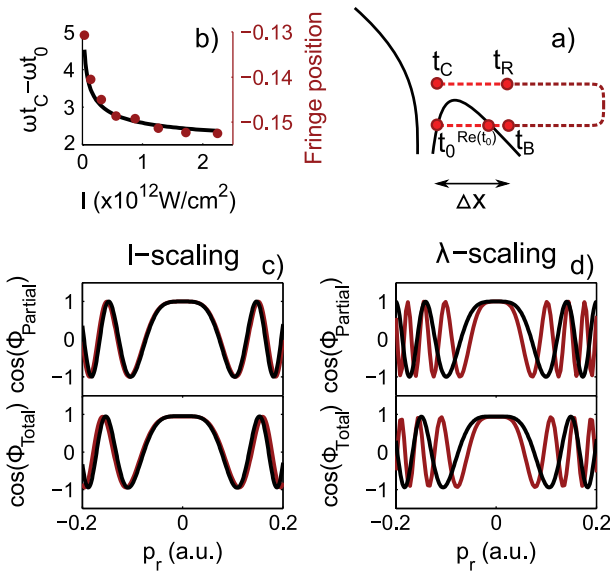 b)
5
4
3
2
ωt_C−ωt_0
−0.13
−0.14
−0.15
Fringe position
0
1
2
I (x10^12W/cm^2)
a)
t_C
t_R
t_0
Re(t_0)
t_B
Δx
I−scaling
c)
cos(Φ_Partial)
1
0
−1
cos(Φ_Total)
1
0
−1
−0.2
0
0.2
p_r (a.u.)
λ−scaling
d)
cos(Φ_Partial)
1
0
−1
cos(Φ_Total)
1
0
−1
−0.2
0
0.2
p_r (a.u.)